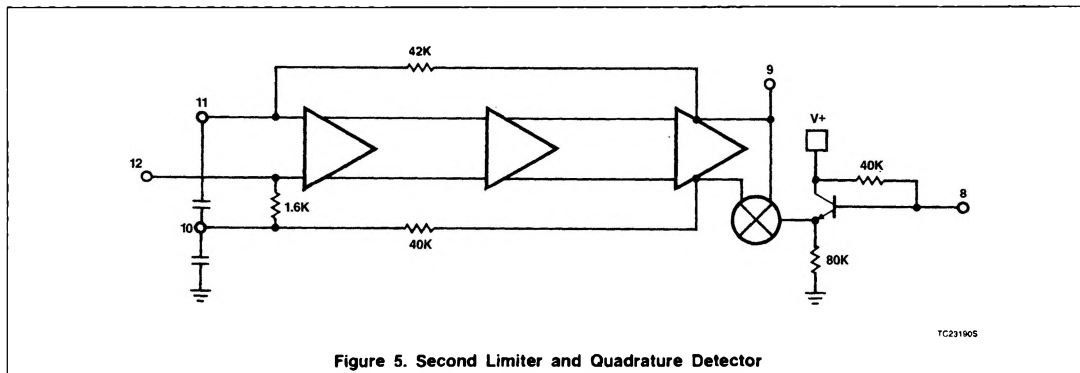 42K
9
11
V+
40K
12
8
1.6K
10
40K
80K
TC23190S
Figure 5. Second Limiter and Quadrature Detector